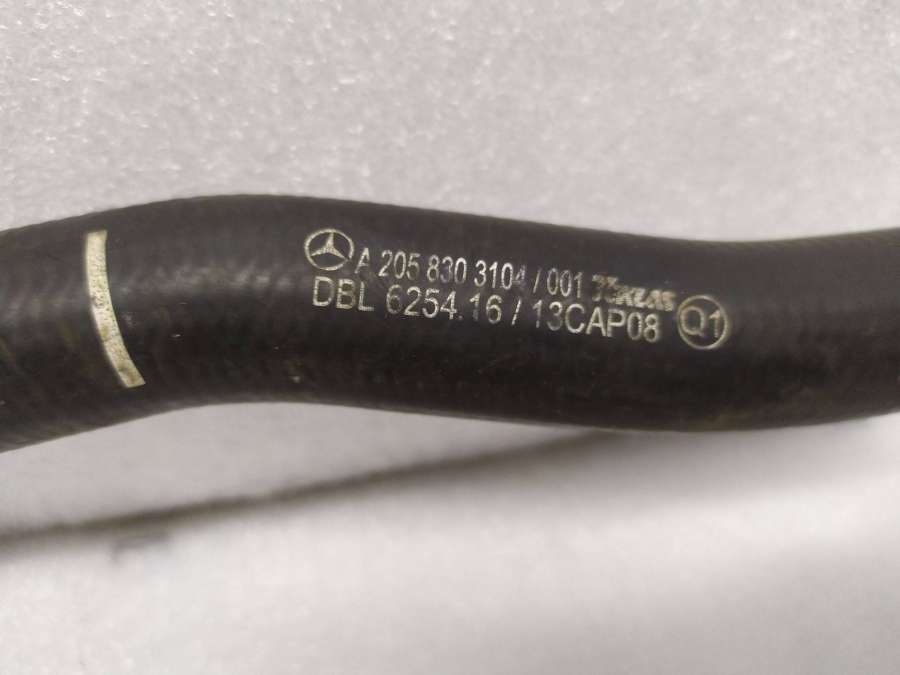 A 205 830 3104 / 001
DBL 6254.16 / 13CAP08 Q1